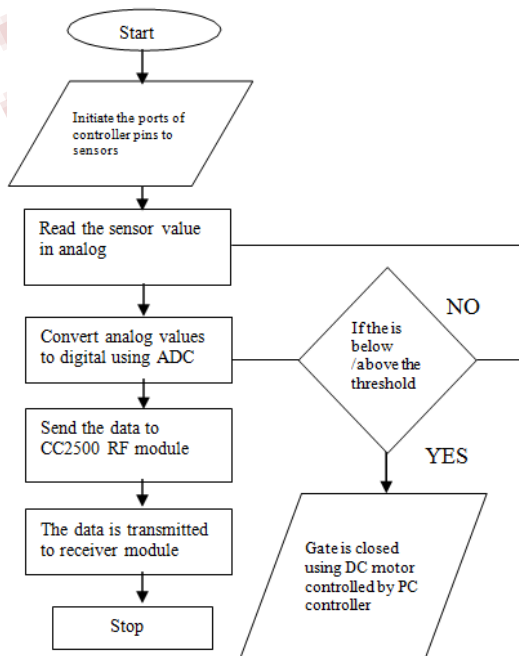 Start
Initiate the ports of
controller pins to
sensors
Read the sensor value
in analog
Convert analog values
to digital using ADC
If the is
below
/above the
threshold
NO
YES
Send the data to
CC2500 RF module
The data is transmitted
to receiver module
Stop
Gate is closed
using DC motor
controlled by PC
controller